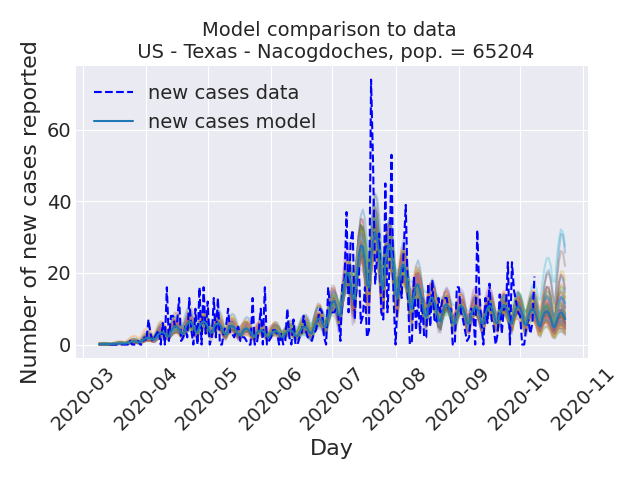 Model comparison to data
US - Texas - Nacogdoches, pop. = 65204
Number of new cases reported
new cases data
new cases model
60
40
20
0
2020-03
2020-04
2020-05
2020-06
2020-07
2020-08
2020-09
2020-10
2020-11
Day